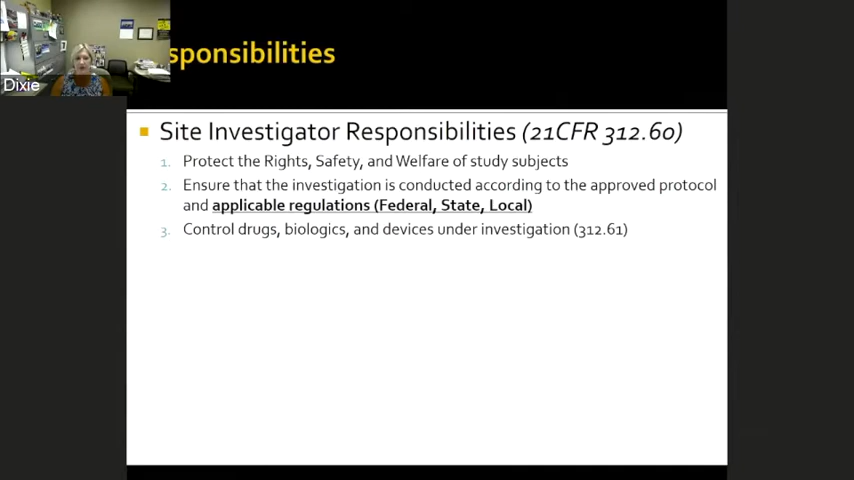 sponsibilities
Dixie
Site Investigator Responsibilities (21CFR 312.60)
1. Protect the Rights, Safety, and Welfare of study subjects
2. Ensure that the investigation is conducted according to the approved protocol
and applicable regulations (Federal, State, Local)
3. Control drugs, biologics, and devices under investigation (312.61)